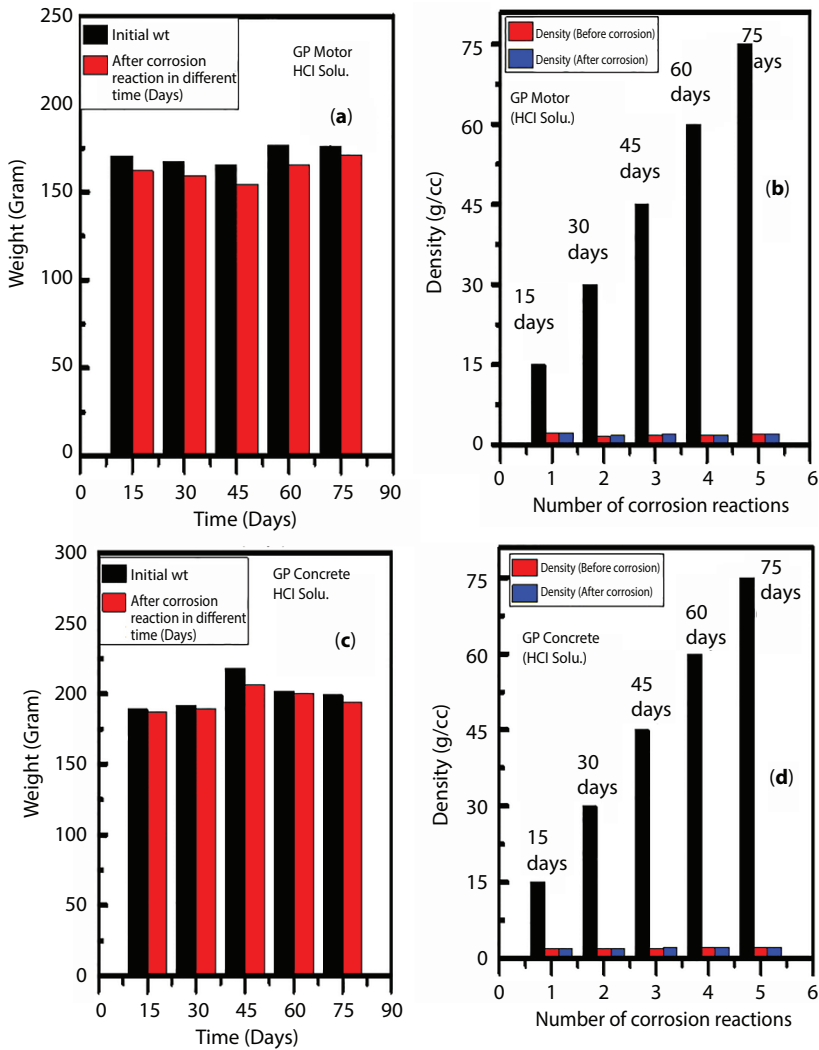 250
200
150
100
50
0
Weight (Gram)
Initial wt
After corrosion
reaction in different
time (Days)
GP Motor
HCI Solu.
(a)
0 15 30 45 60 75 90
Time (Days)
75
60
45
30
15
0
Density (g/cc)
Density (Before corrosion)
Density (After corrosion)
GP Motor
(HCI Solu.)
15
days
30
days
45
days
60
days
75
ays
(b)
0 1 2 3 4 5 6
Number of corrosion reactions
300
250
200
150
100
50
0
Weight (Gram)
Initial wt
After corrosion
reaction in different
time (Days)
GP Concrete
HCI Solu.
(c)
0 15 30 45 60 75 90
Time (Days)
75
60
45
30
15
0
Density (g/cc)
Density (Before corrosion)
Density (After corrosion)
GP Concrete
(HCI Solu.)
15
days
30
days
45
days
60
days
75
days
(d)
0 1 2 3 4 5 6
Number of corrosion reactions